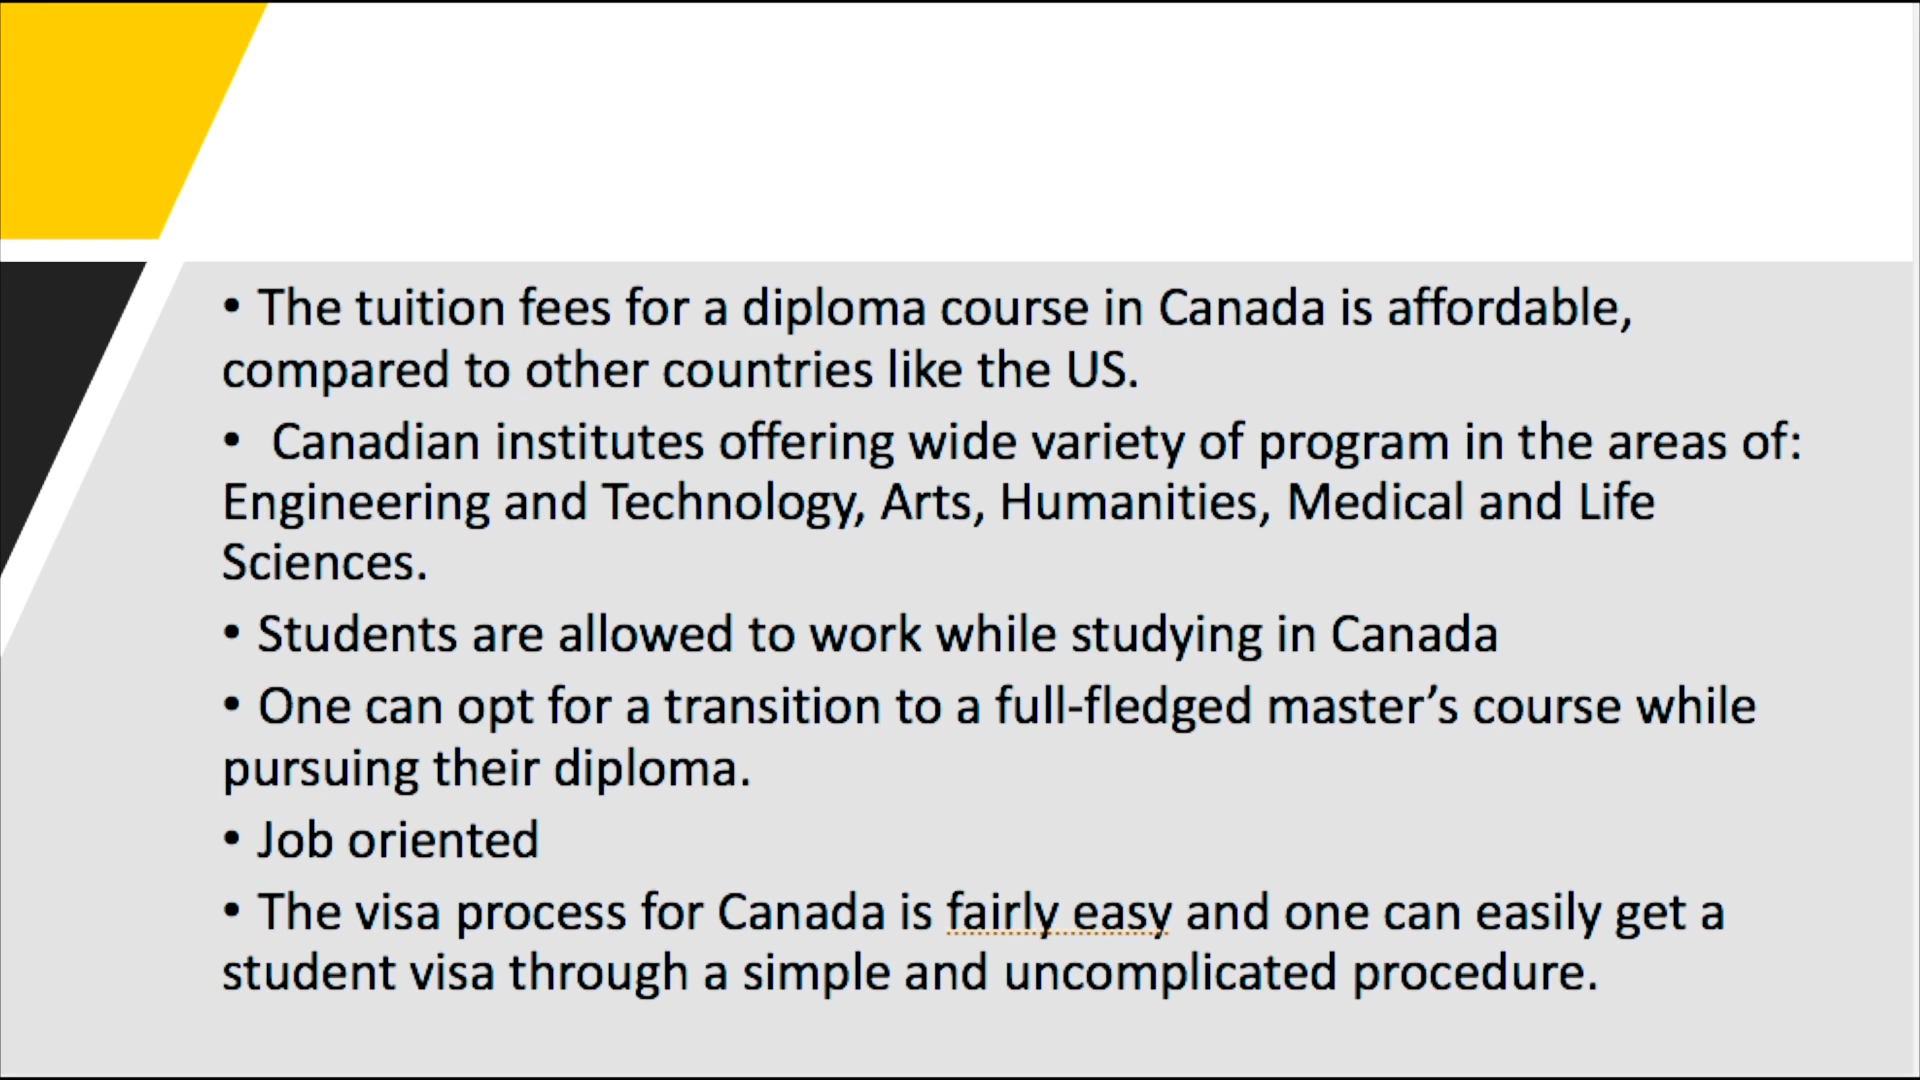 • The tuition fees for a diploma course in Canada is affordable,
compared to other countries like the US.
• Canadian institutes offering wide variety of program in the areas of:
Engineering and Technology, Arts, Humanities, Medical and Life
Sciences.
• Students are allowed to work while studying in Canada
• One can opt for a transition to a full-fledged master’s course while
pursuing their diploma.
• Job oriented
• The visa process for Canada is fairly easy and one can easily get a
student visa through a simple and uncomplicated procedure.